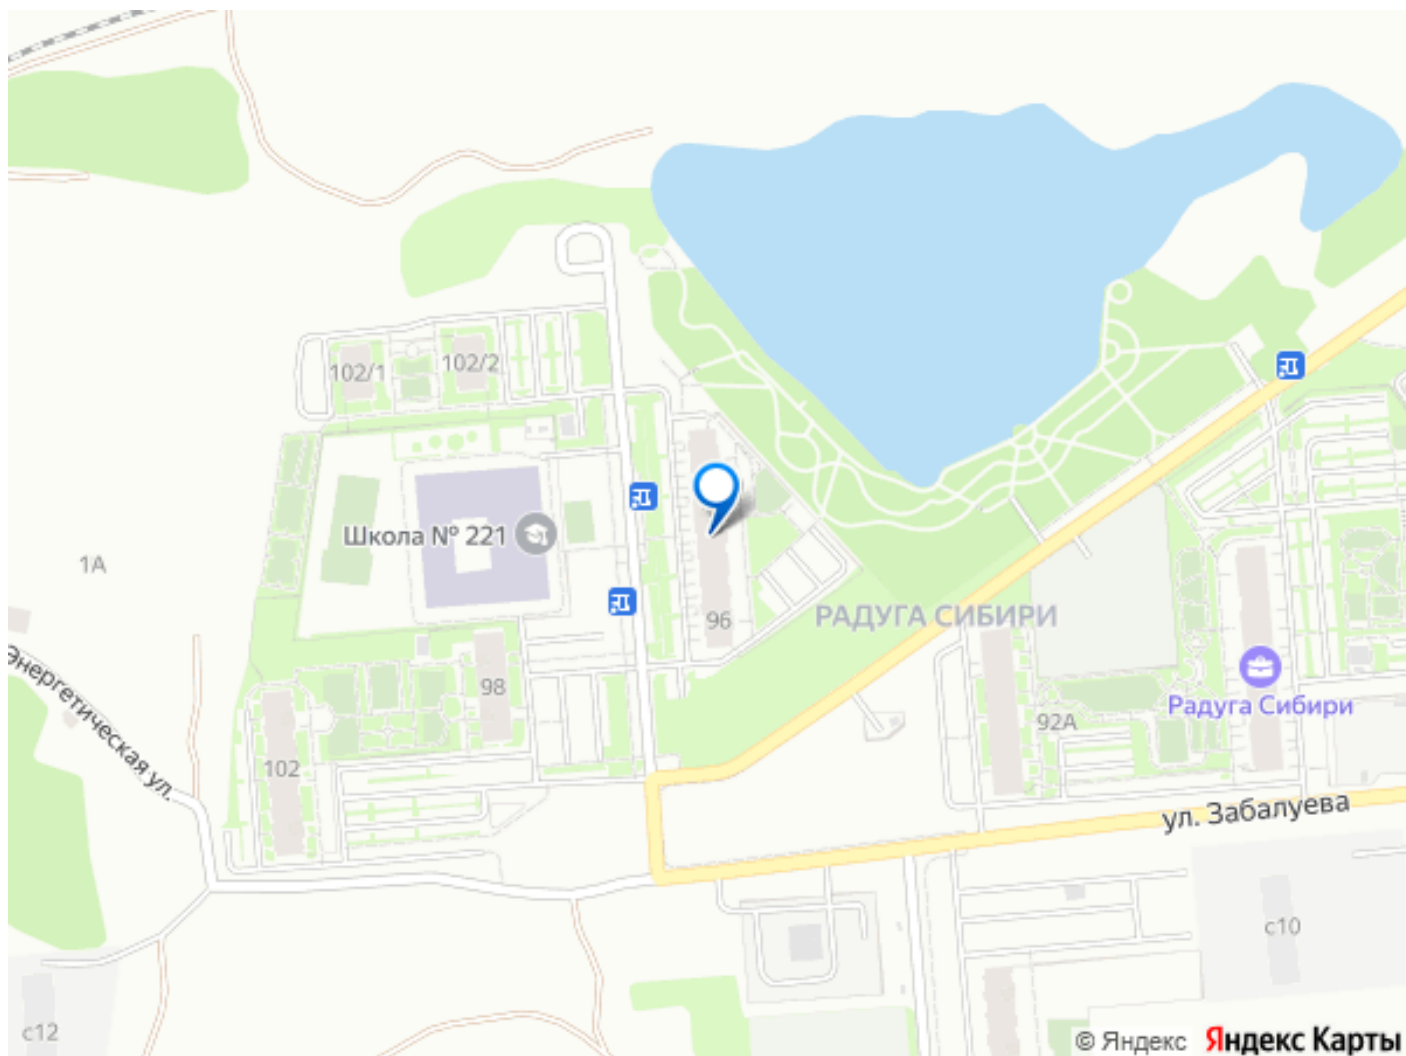 102/1
102/2
Школа № 221
1А
96
РАДУГА СИБИРИ
Энергетическая ул.
98
102
92А
Радуга Сибири
ул. Забалуева
с10
с12
© Яндекс Яндекс Карты